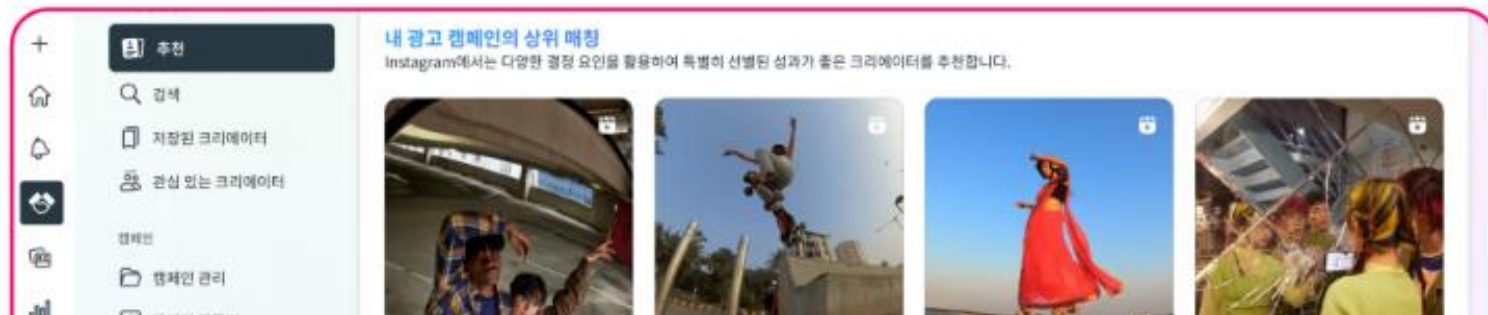 추천
검색
저장된 크리에이터
관심 있는 크리에이터
캠페인
캠페인 관리
내 광고 캠페인의 상위 매칭
Instagram에서는 다양한 결정 요인을 활용하여 특별히 선별된 성과가 좋은 크리에이터를 추천합니다.